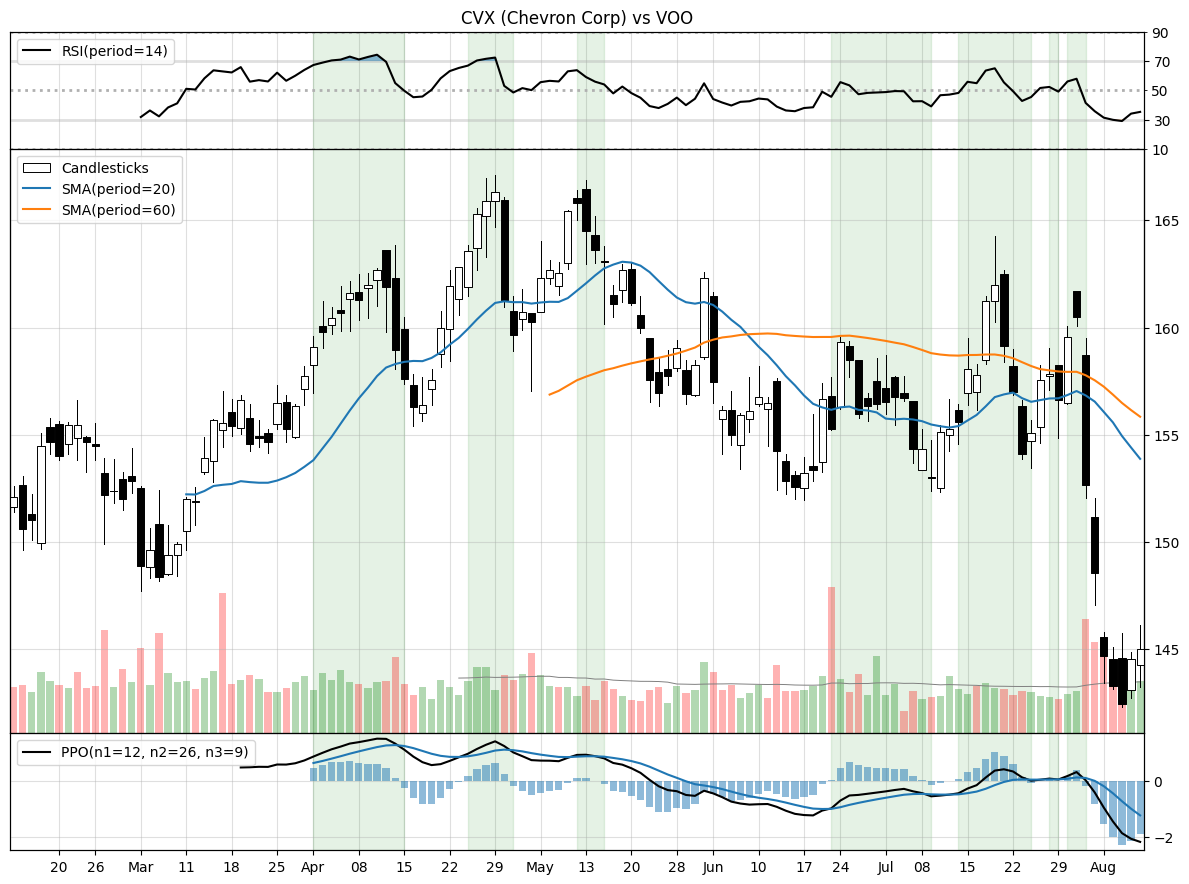 CVX (Chevron Corp) vs VOO
RSI(period=14)
90
70
50
30
10
Candlesticks
SMA(period=20)
SMA(period=60)
165
160
155
150
145
PPO(n1=12, n2=26, n3=9)
0
−2
20 26 Mar 11 18 25 Apr 08 15 22 29 May 13 20 28 Jun 10 17 24 Jul 08 15 22 29 Aug